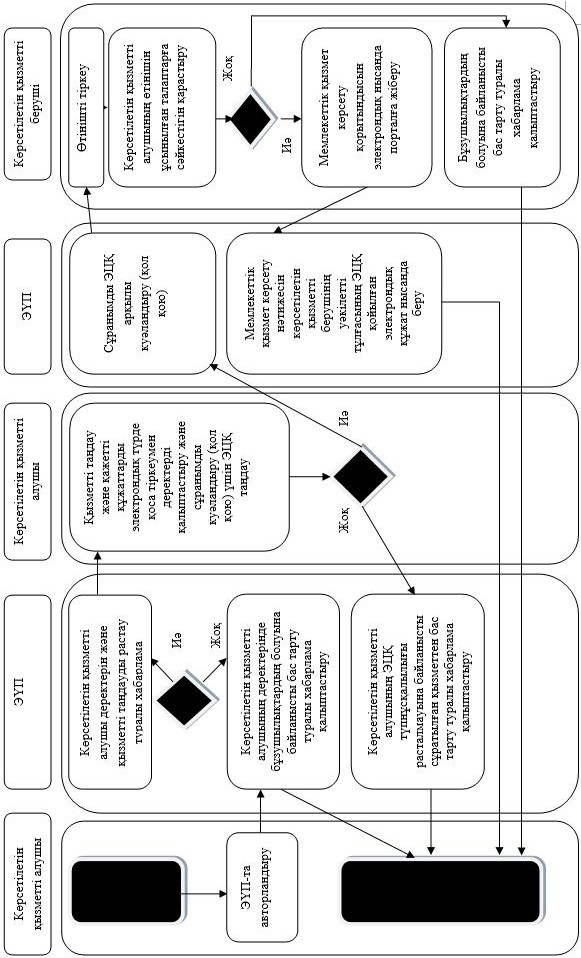 Көрсетілетін
қызметті алушы
ЭҮП
Көрсетілетін қызметті
алушы
ЭҮП
Көрсетілетін қызметті
беруші
ЭҮП-та
авторландыру
Көрсетілетін қызметті
алушы деректерін және
қызметті таңдауды растау
туралы хабарлама
Иә
Жоқ
Көрсетілетін қызметті
алушының деректерінде
бұзушылықтардың болуына
байланысты бас тарту
туралы хабарлама
қалыптастыру
Көрсетілетін қызметті
алушының ЭЦҚ
түпнұсқалылығы
расталмауына байланысты
сұратылған қызметтен бас
тарту туралы хабарлама
қалыптастыру
Қызметті таңдау
және қажетті
құжаттарды
электрондық түрде
қоса тіркеумен
деректерді
қалыптастыру және
сұранымды
куәландыру (қол
қою) үшін ЭЦҚ
таңдау
Жоқ
Иә
Сұранымды ЭЦҚ
арқылы
куәландыру (қол
қою)
Мемлекеттік
қызмет көрсету
нәтижесін
көрсетілетін
қызметті
берушінің
уәкілетті
тұлғасының ЭЦҚ
қойылған
электрондық
құжат нысанда
беру
Өтінішті тіркеу
Көрсетілетін қызметті
алушының өтінішін
ұсынылған талаптарға
сәйкестігін қарастыру
Жоқ
Иә
Мемлекеттік қызмет
көрсету
қорытындысын
электрондық нысанда
порталға жіберу
Бұзушылықтардың
болуына байланысты
бас тарту туралы
хабарлама
қалыптастыру